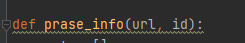 def prase_info(url, id):